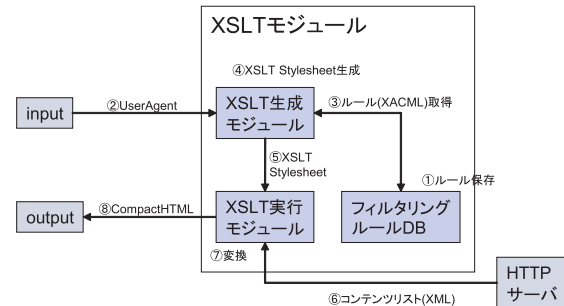 XSLTモジュール
④XSLT Stylesheet生成
②UserAgent
input
XSLT生成
モジュール
③ルール(XACML)取得
⑤XSLT
Stylesheet
①ルール保存
⑧CompactHTML
output
XSLT実行
モジュール
フィルタリング
ルールDB
⑦変換
HTTP
サーバ
⑥コンテンツリスト(XML)